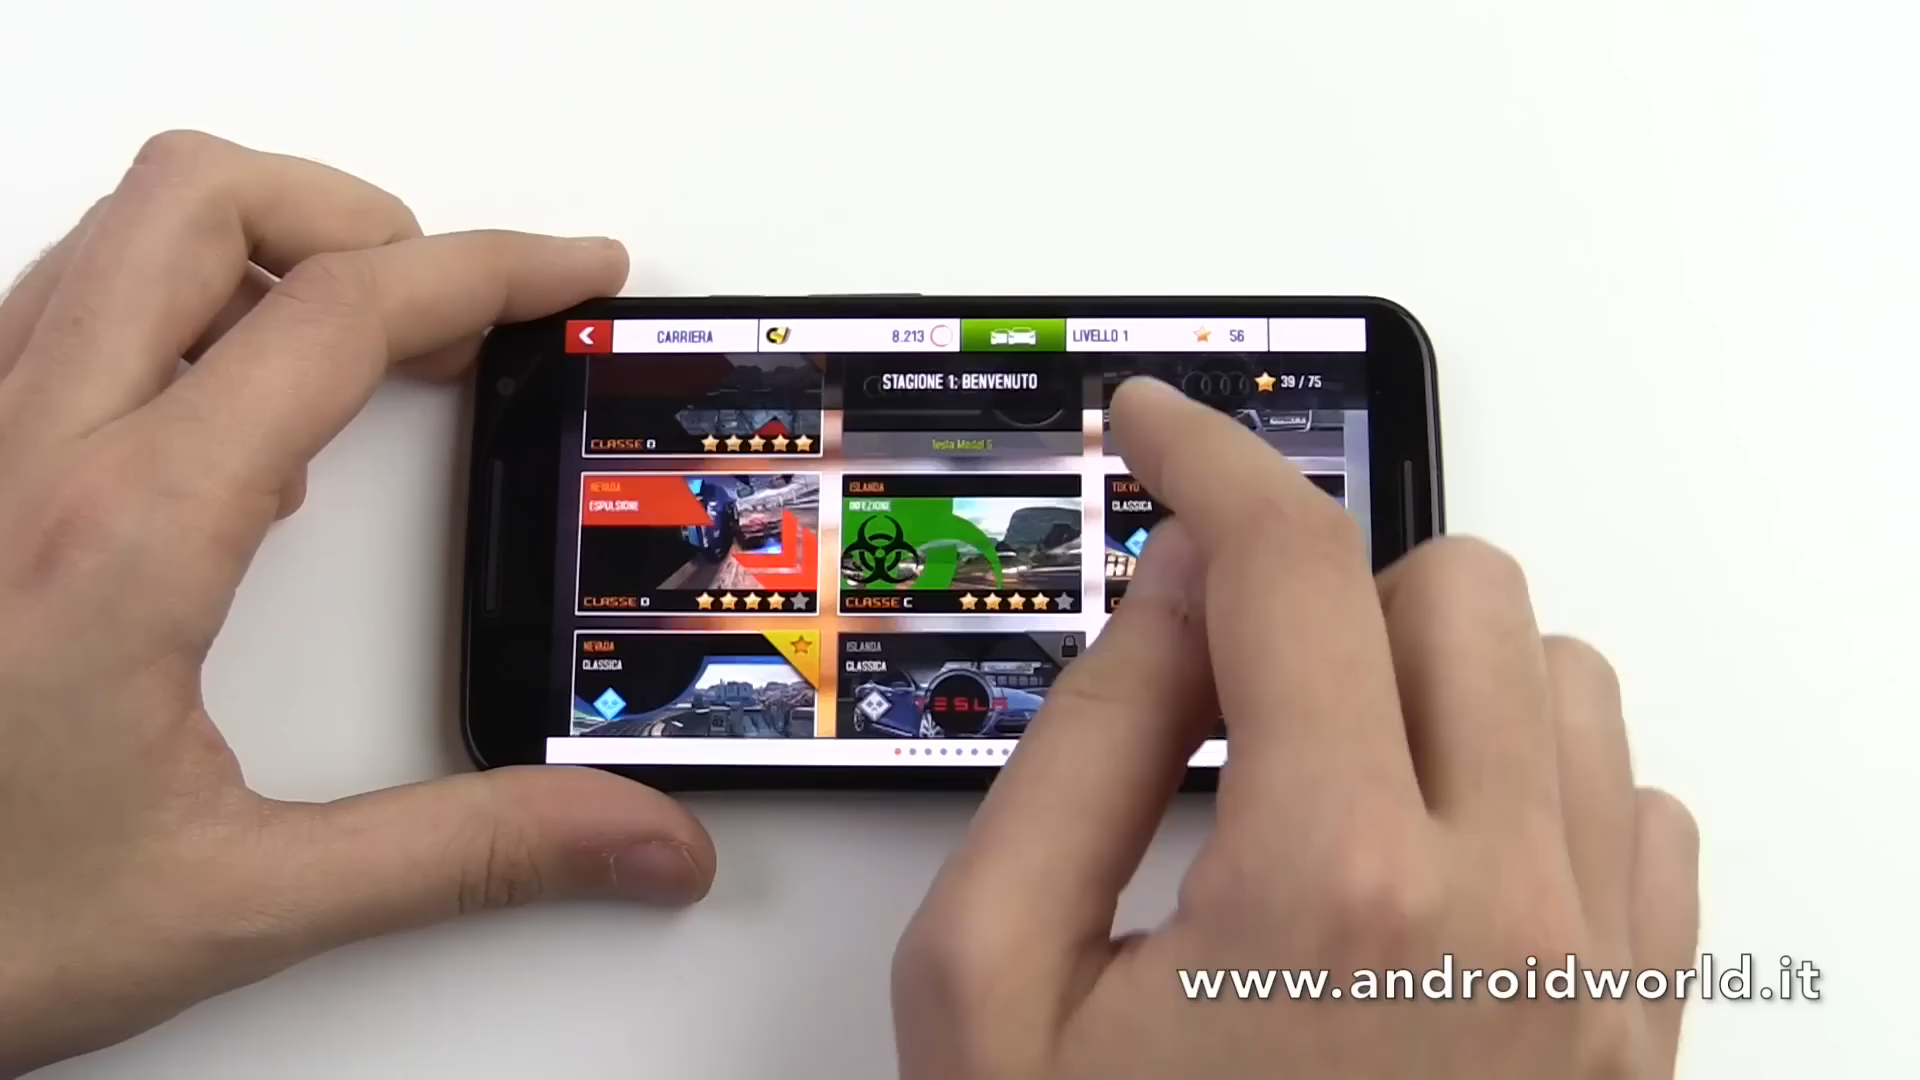 CARRIERA
8.213
LIVELLO 1
56
STAGIONE 1: BENVENUTO
39 / 75
CLASSE D
Tesla Model S
NEVADA
ESPULSIONE
CLASSE D
ISLANDA
INFEZIONE
CLASSE C
TOKYO
CLASSICA
NEVADA
CLASSICA
ISLANDA
CLASSICA
TESLA
www.androidworld.it